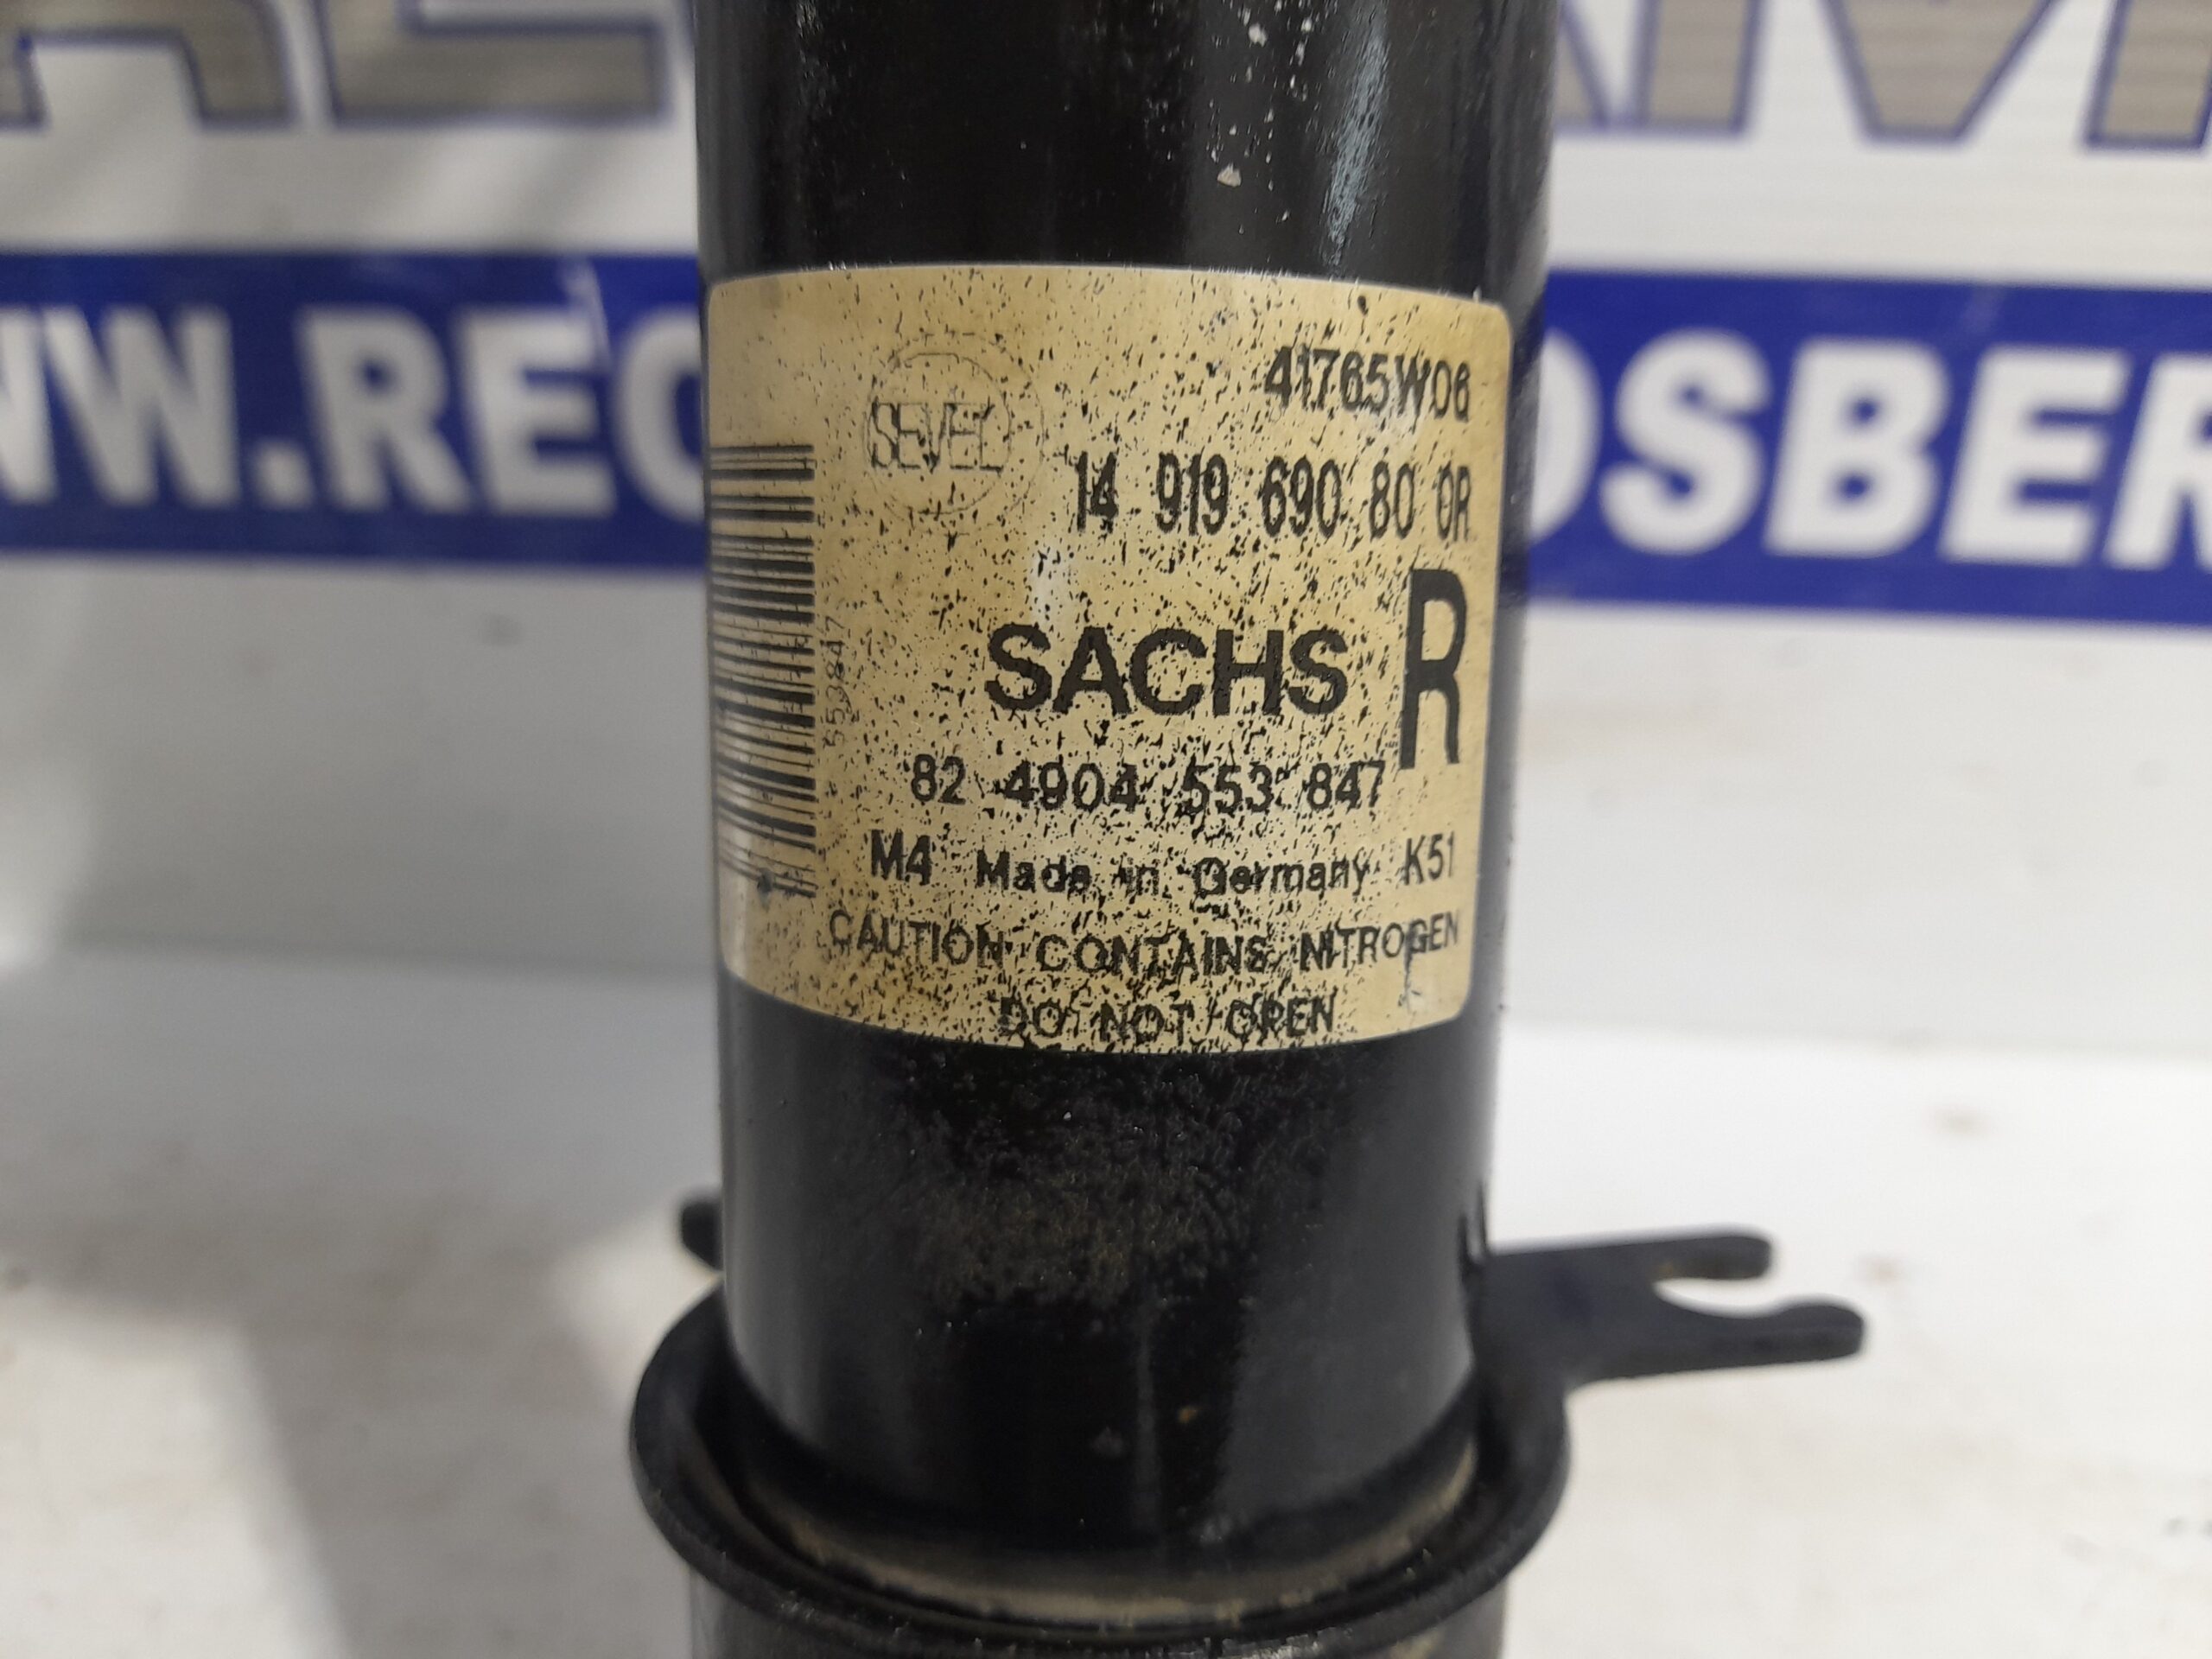 WW.REC
OSBER
SEVEL
41765W06
14 919 690 80 0R
553847
SACHS R
82 4904 553 847
M4 Made in Germany K51
CAUTION CONTAINS NITROGEN
DO NOT OPEN